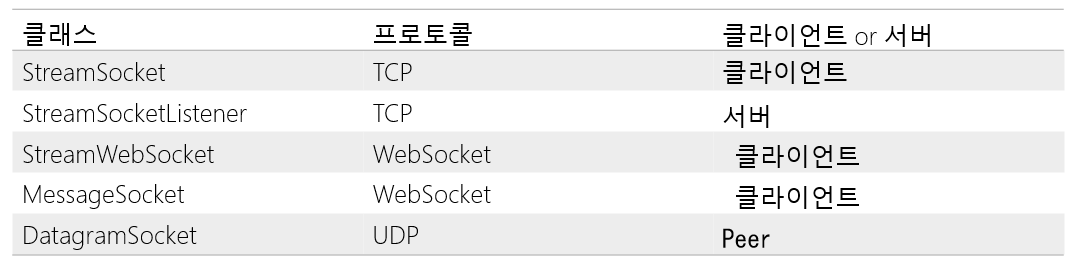 클래스 프로토콜 클라이언트 or 서버
StreamSocket TCP 클라이언트
StreamSocketListener TCP 서버
StreamWebSocket WebSocket 클라이언트
MessageSocket WebSocket 클라이언트
DatagramSocket UDP Peer